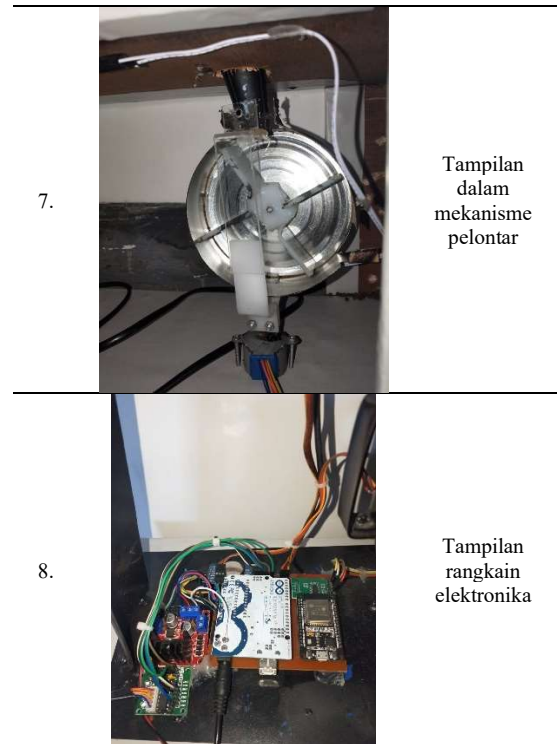 7.
Tampilan
dalam
mekanisme
pelontar
8.
Tampilan
rangkain
elektronika